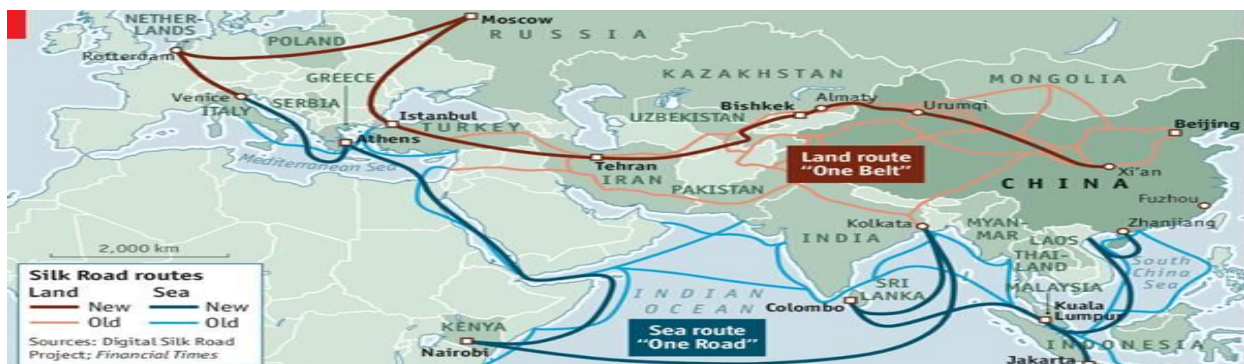 NETHER-
LANDS
Rotterdam
POLAND
Moscow
RUSSIA
Venice
ITALY
SERBIA
GREECE
Istanbul
TURKEY
Athens
Mediterranean Sea
KAZAKHSTAN
MONGOLIA
Bishkek
Almaty
Urumqi
UZBEKISTAN
Beijing
Tehran
IRAN
Land route
"One Belt"
Xi'an
CHINA
PAKISTAN
Fuzhou
Kolkata
INDIA
MYAN-
MAR
Zhanjiang
LAOS
THAI-
LAND
South
China
Sea
2,000 km
SRI
LANKA
Colombo
MALAYSIA
Kuala
Lumpur
INDIAN
OCEAN
Sea route
"One Road"
KENYA
Nairobi
INDONESIA
Jakarta
Silk Road routes
Land Sea
New New
Old Old
Sources: Digital Silk Road
Project; Financial Times